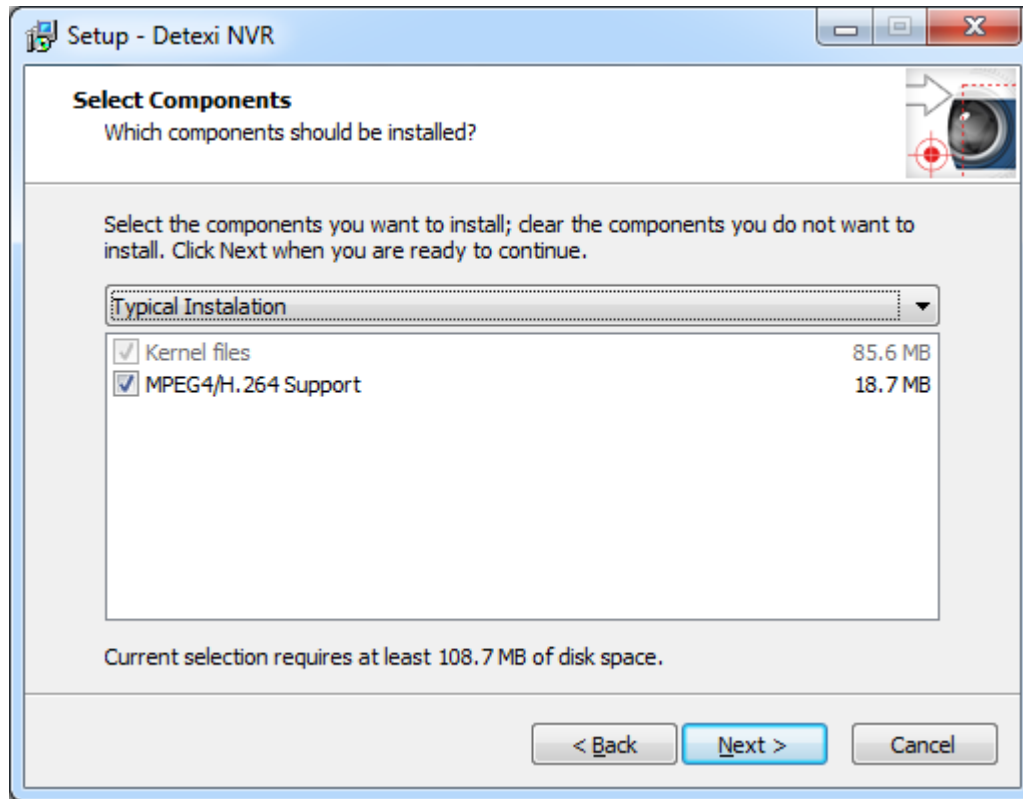 Setup - Detexi NVR
Select Components
Which components should be installed?
Select the components you want to install; clear the components you do not want to
install. Click Next when you are ready to continue.
Typical Instalation
Kernel files 85.6 MB
MPEG4/H.264 Support 18.7 MB
Current selection requires at least 108.7 MB of disk space.
< Back Next > Cancel